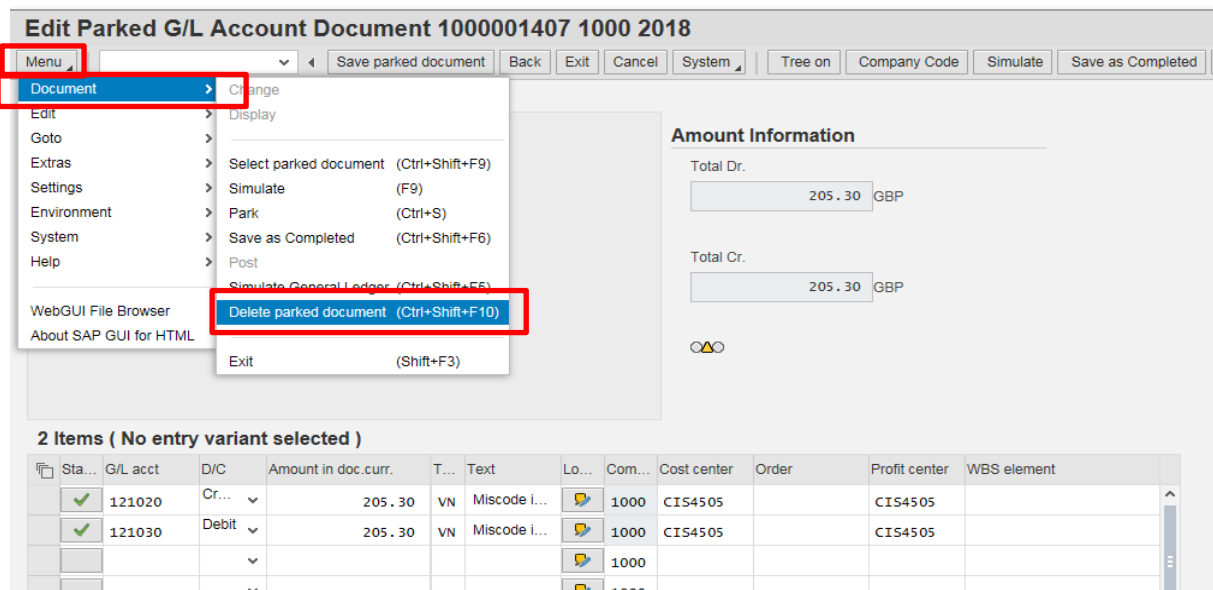 Edit Parked G/L Account Document 1000001407 1000 2018
Menu Save parked document Back Exit Cancel System Tree on Company Code Simulate Save as Completed
Document
Edit
Goto
Extras
Settings
Environment
System
Help
WebGUI File Browser
About SAP GUI for HTML
Change
Display
Select parked document (Ctrl+Shift+F9)
Simulate (F9)
Park (Ctrl+S)
Save as Completed (Ctrl+Shift+F6)
Post
Simulate General Ledger (Ctrl+Shift+F5)
Delete parked document (Ctrl+Shift+F10)
Exit (Shift+F3)
Amount Information
Total Dr.
205.30 GBP
Total Cr.
205.30 GBP
2 Items ( No entry variant selected )
Sta... G/L acct D/C Amount in doc.curr. T... Text Lo... Com... Cost center Order Profit center WBS element
121020 Cr... 205.30 VN Miscode i... 1000 CIS4505 CIS4505
121030 Debit 205.30 VN Miscode i... 1000 CIS4505 CIS4505
1000
1000